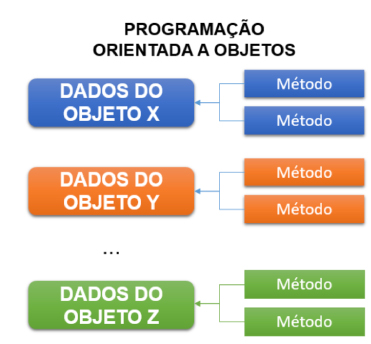 PROGRAMAÇÃO
ORIENTADA A OBJETOS
DADOS DO
OBJETO X
Método
Método
DADOS DO
OBJETO Y
Método
Método
...
DADOS DO
OBJETO Z
Método
Método